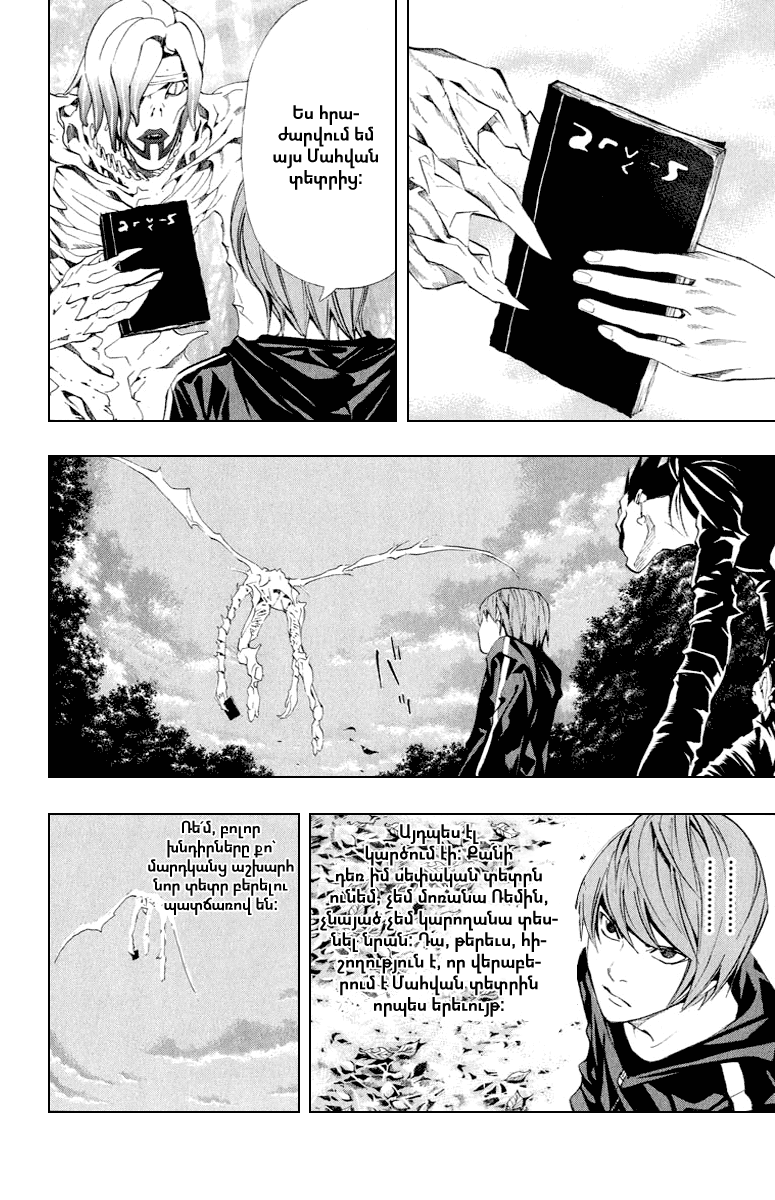 Ես հրա-
ժարվում եմ
այս Մահվան
տետրից:
Ռե՛մ, բոլոր
խնդիրները քո՝
մարդկանց աշխարհ
նոր տետր բերելու
պատճառով են:
Այդպես էլ
կարծում էի: Քանի
դեռ իմ սեփական տետրն
ունեմ, չեմ մոռանա Ռեմին,
չնայած չեմ կարողանա տես-
նել նրան: Դա, թերեւս, հի-
շողություն է, որ վերաբե-
րում է Մահվան տետրին
որպես երեւույթ: